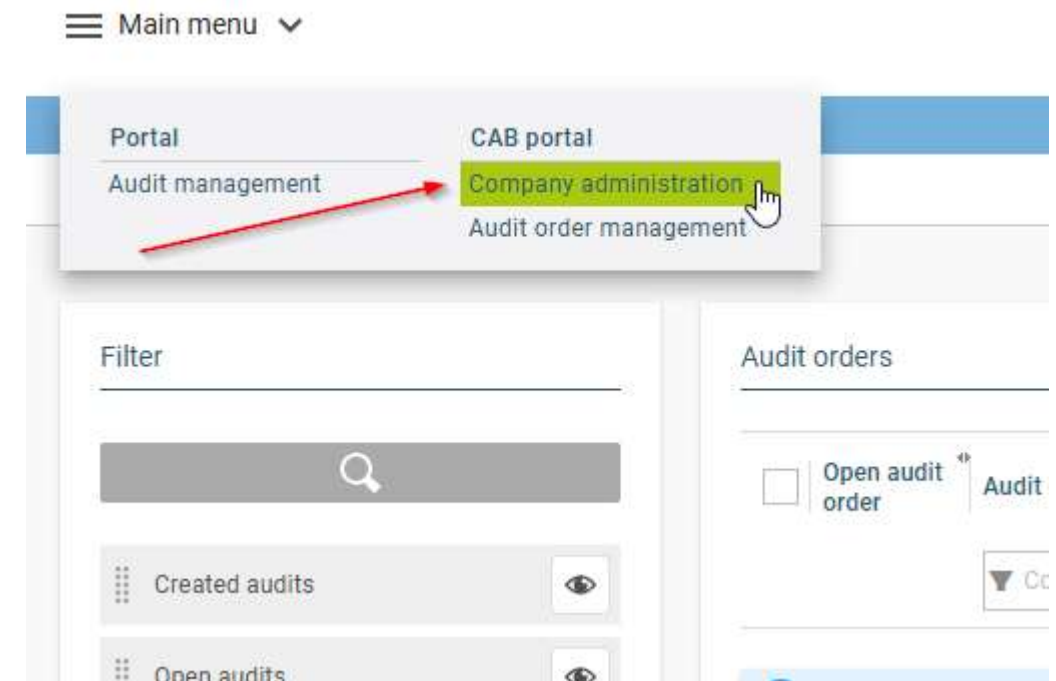 Main menu
Portal
CAB portal
Audit management
Company administration
Audit order management
Filter
Audit orders
Open audit
order
Audit
Created audits
Open audits